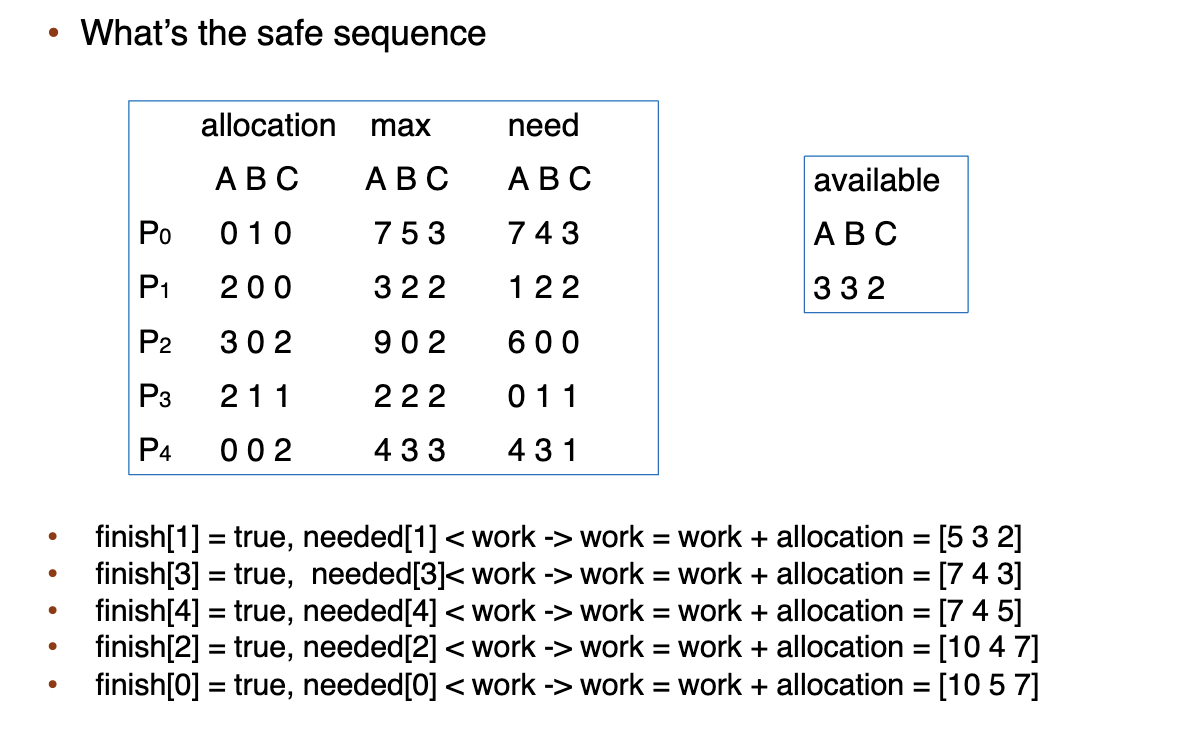 • What's the safe sequence
allocation max need
A B C A B C A B C
P0 0 1 0 7 5 3 7 4 3
P1 2 0 0 3 2 2 1 2 2
P2 3 0 2 9 0 2 6 0 0
P3 2 1 1 2 2 2 0 1 1
P4 0 0 2 4 3 3 4 3 1
available
A B C
3 3 2
• finish[1] = true, needed[1] < work -> work = work + allocation = [5 3 2]
• finish[3] = true, needed[3]< work -> work = work + allocation = [7 4 3]
• finish[4] = true, needed[4] < work -> work = work + allocation = [7 4 5]
• finish[2] = true, needed[2] < work -> work = work + allocation = [10 4 7]
• finish[0] = true, needed[0] < work -> work = work + allocation = [10 5 7]